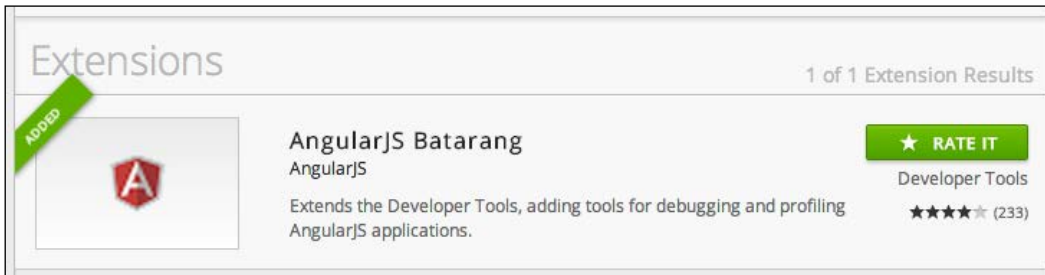 Extensions
1 of 1 Extension Results
ADDED
A
AngularJS Batarang
AngularJS
Extends the Developer Tools, adding tools for debugging and profiling
AngularJS applications.
★ RATE IT
Developer Tools
★★★★★ (233)